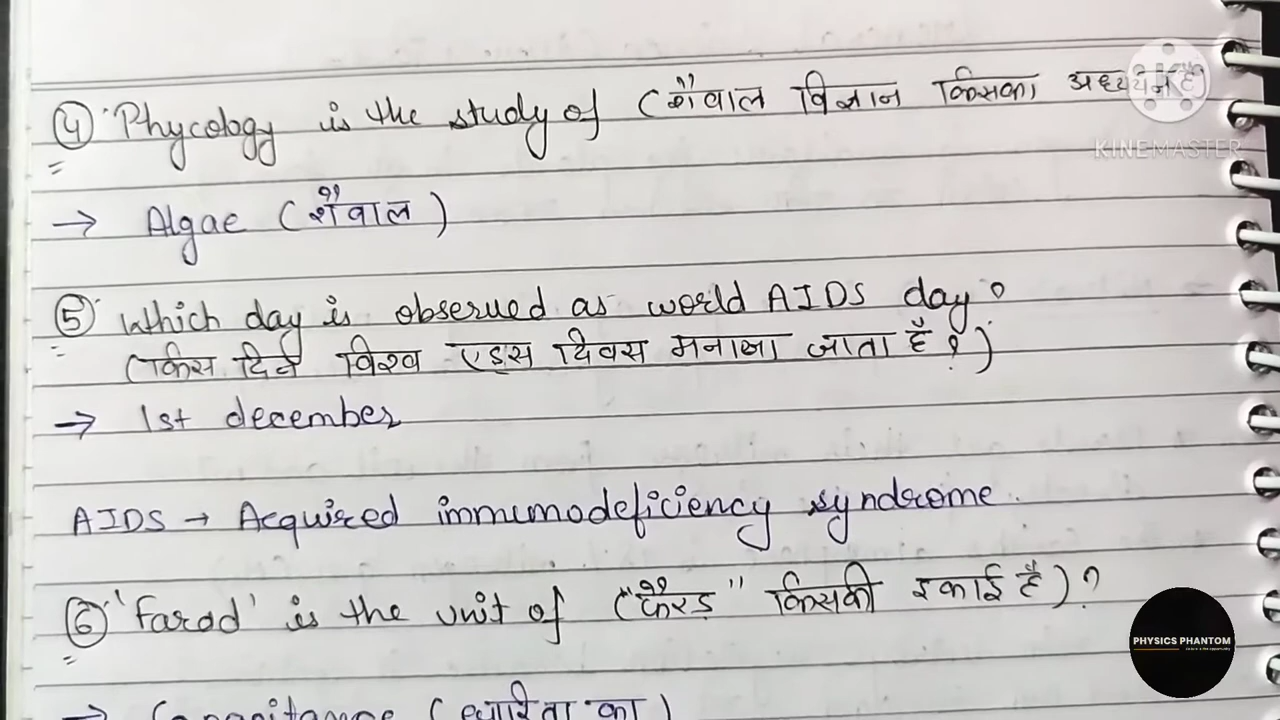 ④ Phycology is the study of (शैवाल विज्ञान किसका अध्ययन है
KINEMASTER
→ Algae (शैवाल)
⑤ Which day is observed as world AIDS day?
(किस दिन विश्व एड्स दिवस मनाया जाता है?)
→ 1st december
AIDS → Acquired immunodeficiency syndrome.
⑥ 'Farad' is the unit of ("फैरड" किसकी इकाई है)?
PHYSICS PHANTOM
→ Capacitance (धारिता का)